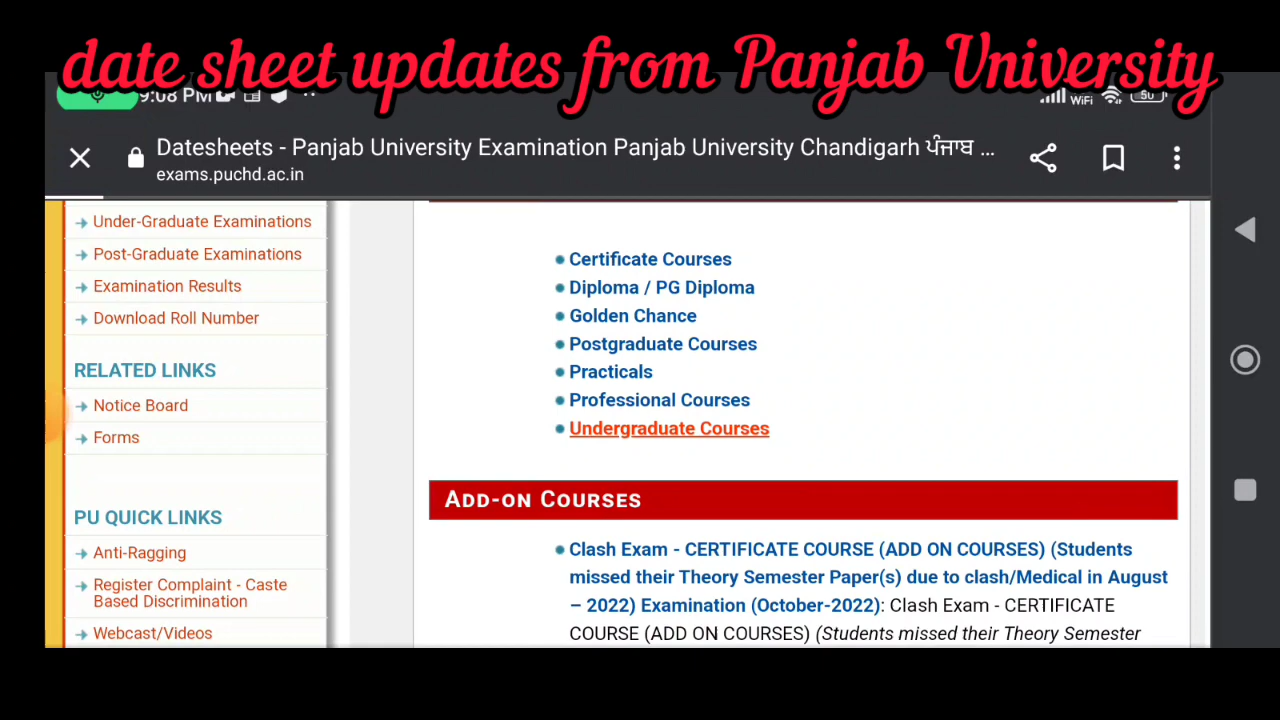 date sheet updates from Panjab University
9:08 PM
WiFi
50
Datesheets - Panjab University Examination Panjab University Chandigarh ਪੰਜਾਬ ...
exams.puchd.ac.in
Under-Graduate Examinations
Post-Graduate Examinations
Examination Results
Download Roll Number
RELATED LINKS
Notice Board
Forms
PU QUICK LINKS
Anti-Ragging
Register Complaint - Caste
Based Discrimination
Webcast/Videos
Certificate Courses
Diploma / PG Diploma
Golden Chance
Postgraduate Courses
Practicals
Professional Courses
Undergraduate Courses
ADD-ON COURSES
Clash Exam - CERTIFICATE COURSE (ADD ON COURSES) (Students
missed their Theory Semester Paper(s) due to clash/Medical in August
– 2022) Examination (October-2022): Clash Exam - CERTIFICATE
COURSE (ADD ON COURSES) (Students missed their Theory Semester